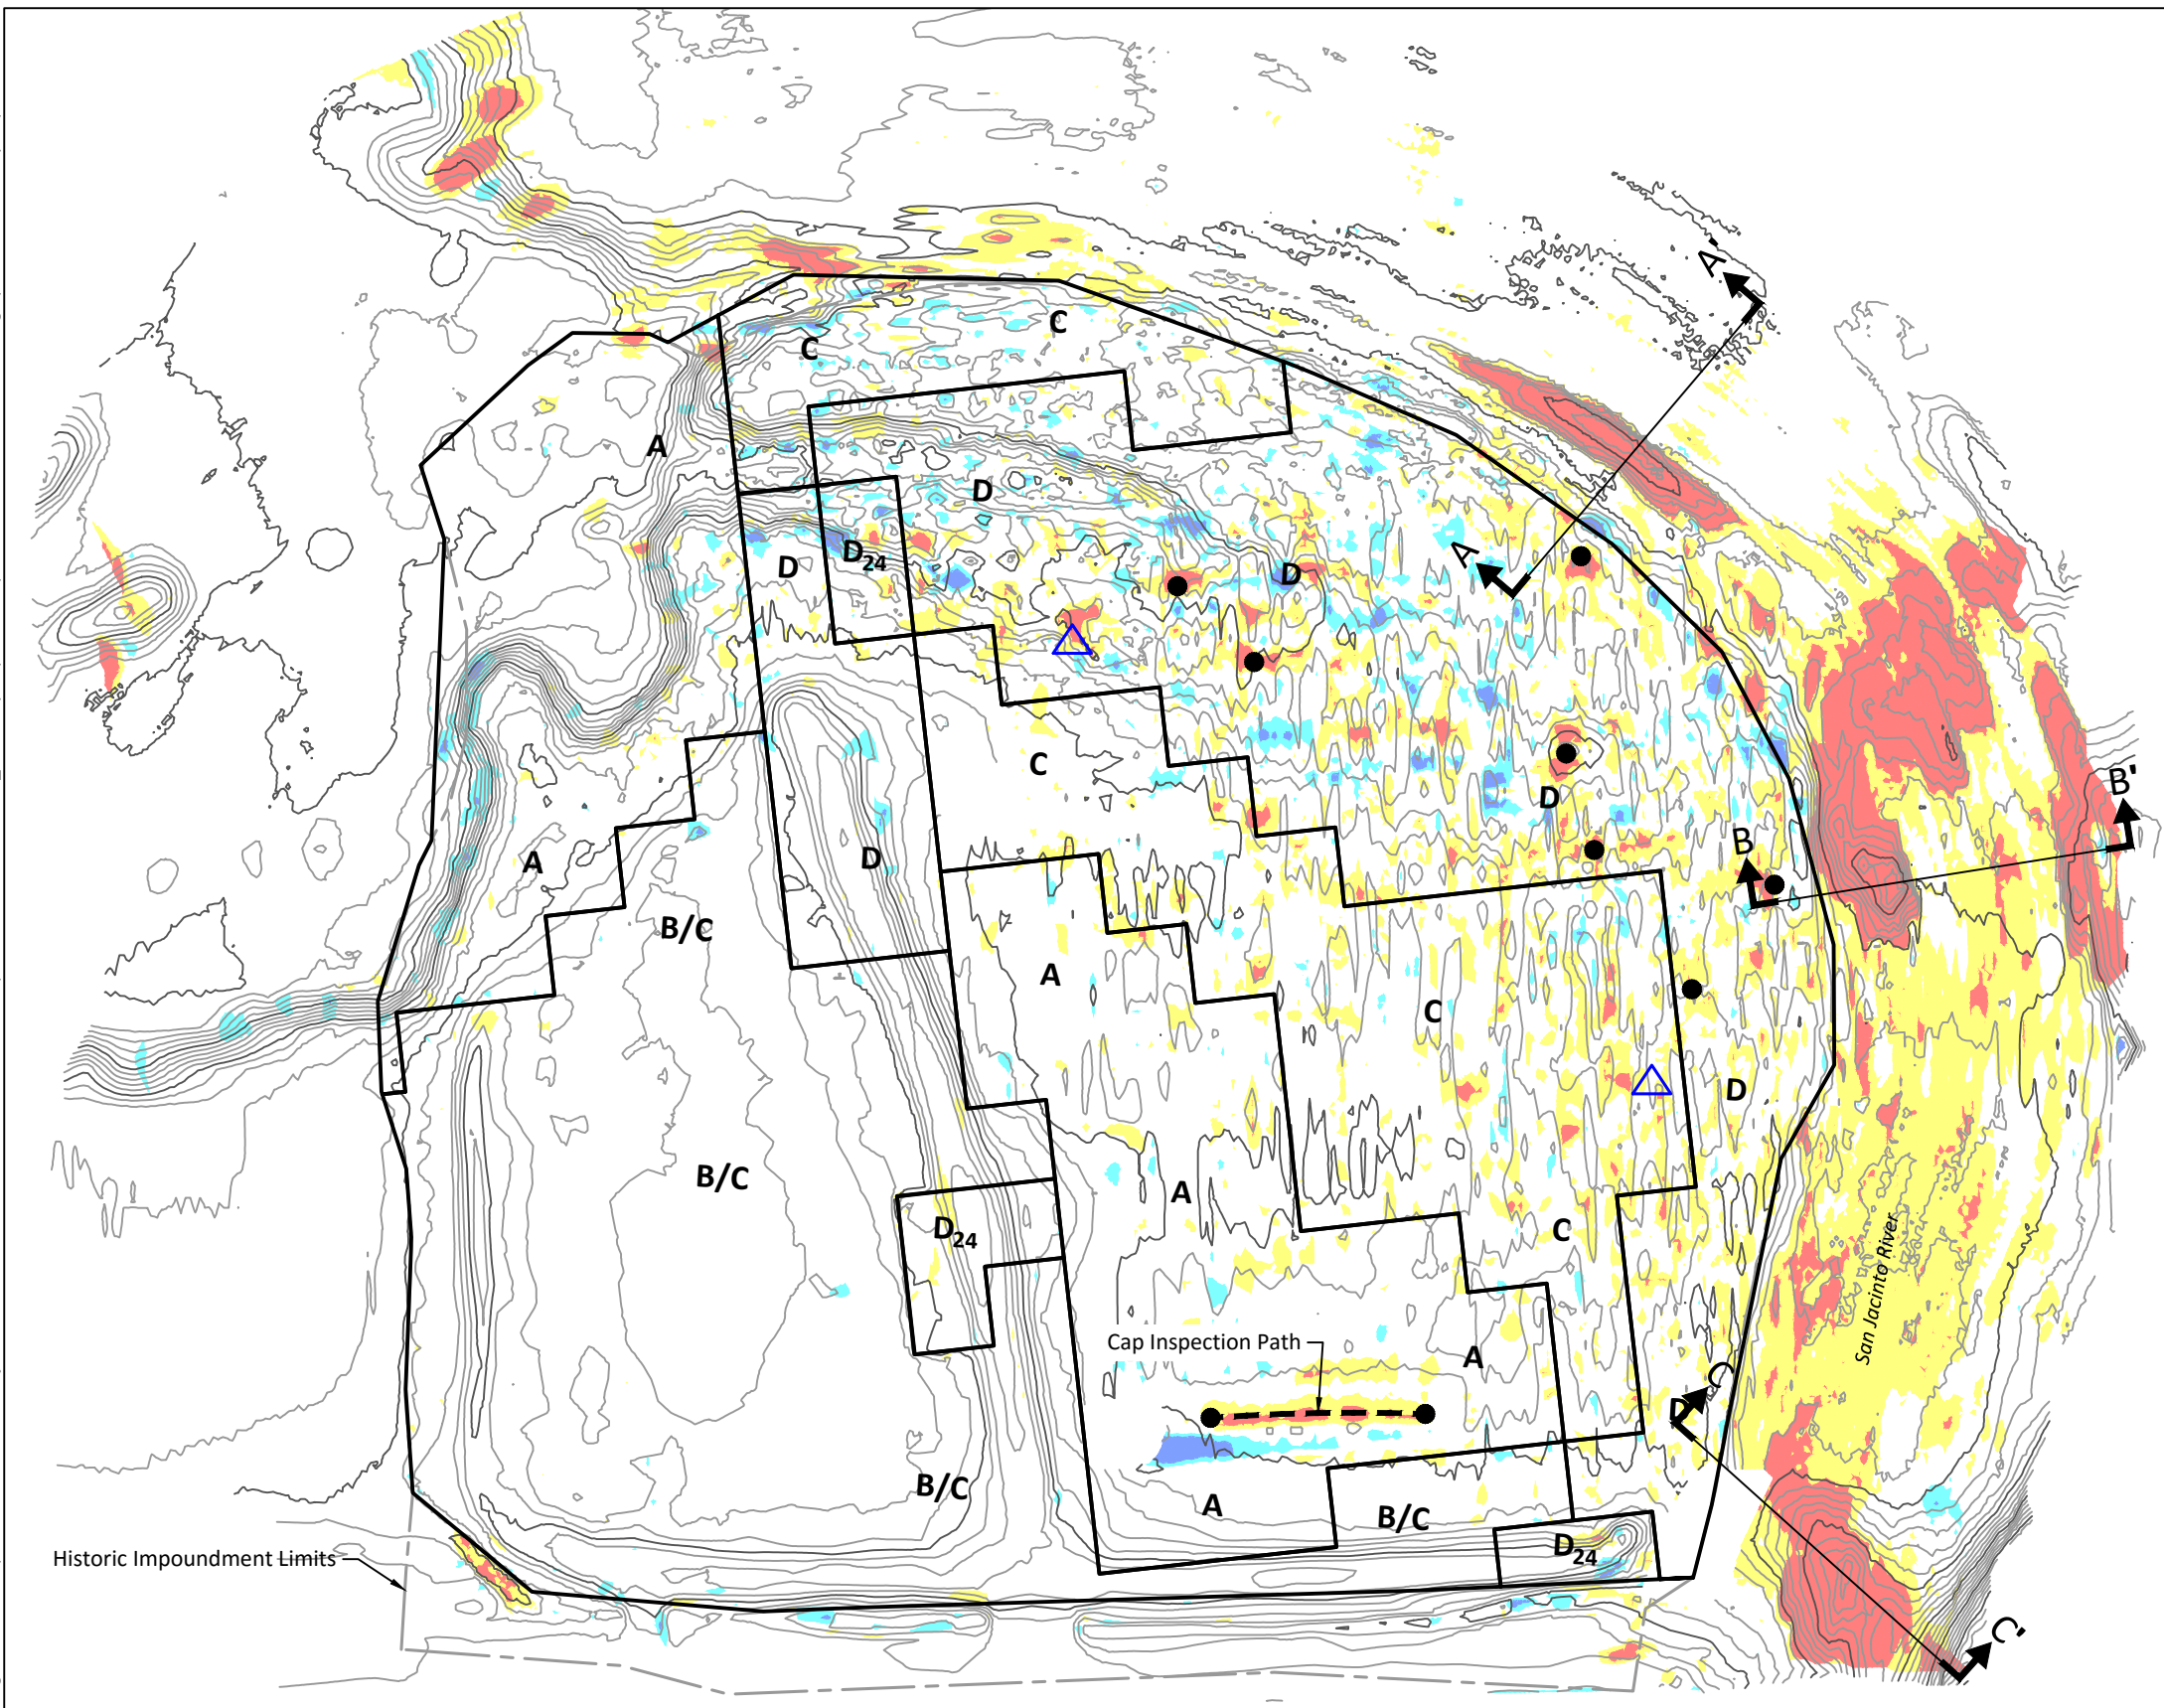 A'
C
C
A
D
D24
D
D
A
C
B'
D
B
D
A
B/C
A
C
D
B/C
A
D24
C
San Jacinto River
Cap Inspection Path
A
C
D
B/C
A
B/C
D24
Historic Impoundment Limits
C'